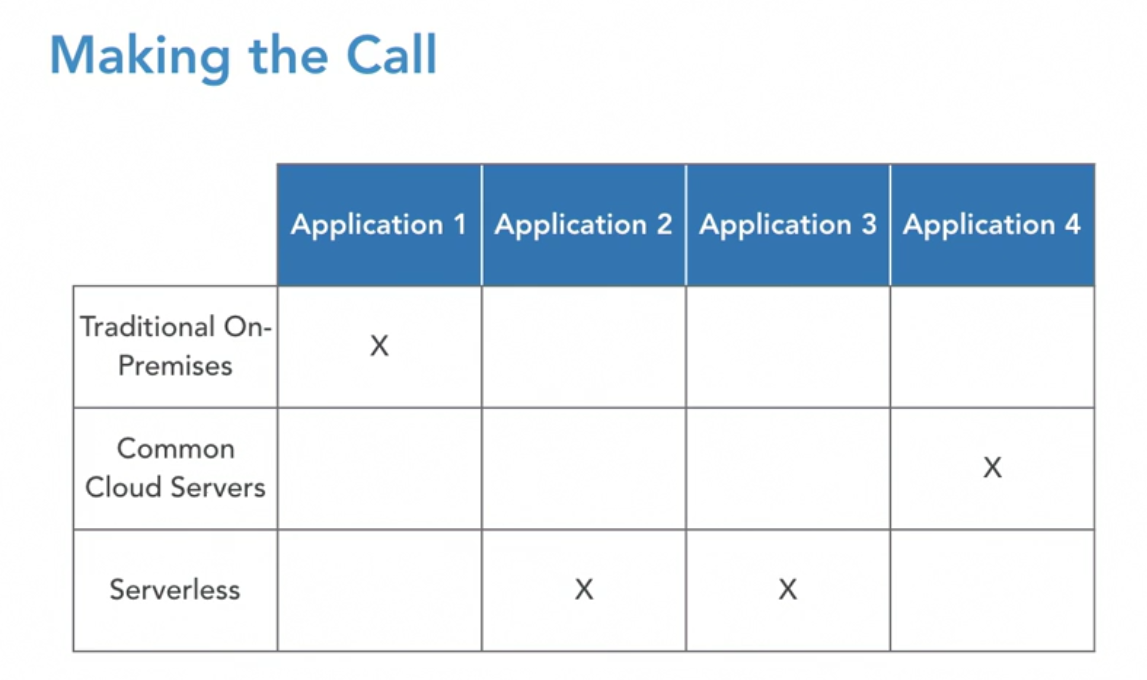 Making the Call
Application 1 Application 2 Application 3 Application 4
Traditional On-
Premises
X
Common
Cloud Servers
X
Serverless X X